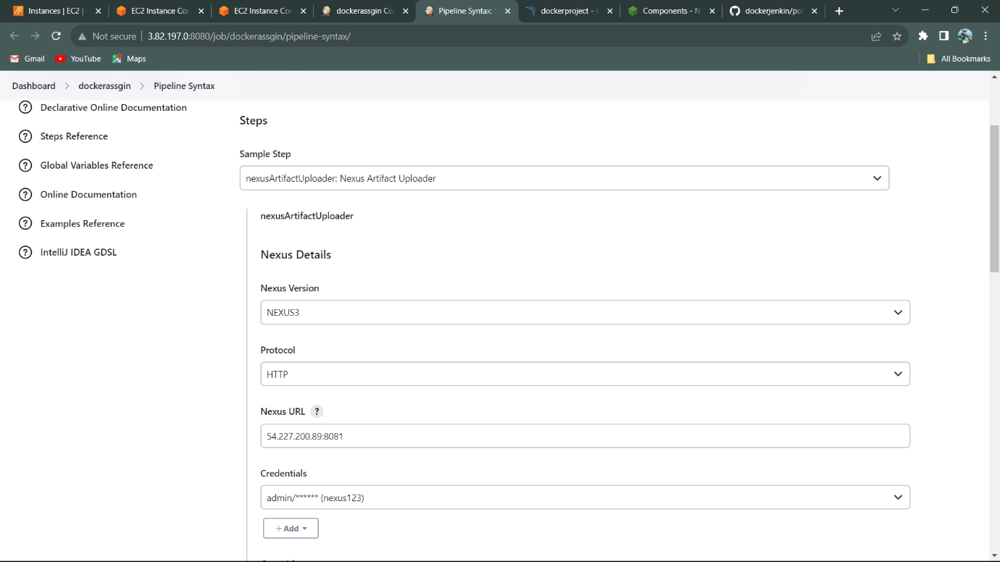 Instances | EC2 |
EC2 Instance Con
EC2 Instance Con
dockerassgin Co
Pipeline Syntax:
dockerproject -
Components - N
dockerjenkin/po
Not secure
3.82.197.0:8080/job/dockerassgin/pipeline-syntax/
Gmail
YouTube
Maps
All Bookmarks
Dashboard
dockerassgin
Pipeline Syntax
? Declarative Online Documentation
? Steps Reference
? Global Variables Reference
? Online Documentation
? Examples Reference
? IntelliJ IDEA GDSL
Steps
Sample Step
nexusArtifactUploader: Nexus Artifact Uploader
nexusArtifactUploader
Nexus Details
Nexus Version
NEXUS3
Protocol
HTTP
Nexus URL ?
54.227.200.89:8081
Credentials
admin/****** (nexus123)
+ Add